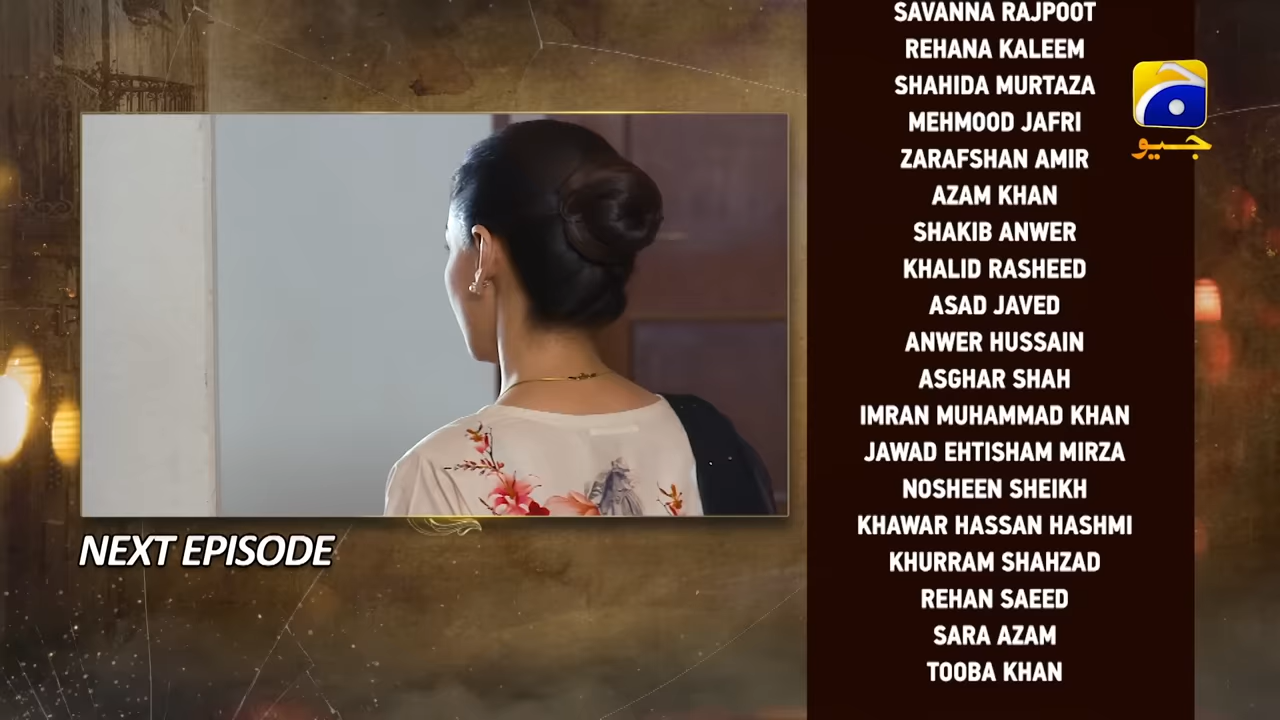 SAVANNA RAJPOOT
REHANA KALEEM
SHAHIDA MURTAZA
MEHMOOD JAFRI
ZARAFSHAN AMIR
AZAM KHAN
SHAKIB ANWER
KHALID RASHEED
ASAD JAVED
ANWER HUSSAIN
ASGHAR SHAH
IMRAN MUHAMMAD KHAN
JAWAD EHTISHAM MIRZA
NOSHEEN SHEIKH
KHAWAR HASSAN HASHMI
KHURRAM SHAHZAD
REHAN SAEED
SARA AZAM
TOOBA KHAN
جیو
NEXT EPISODE